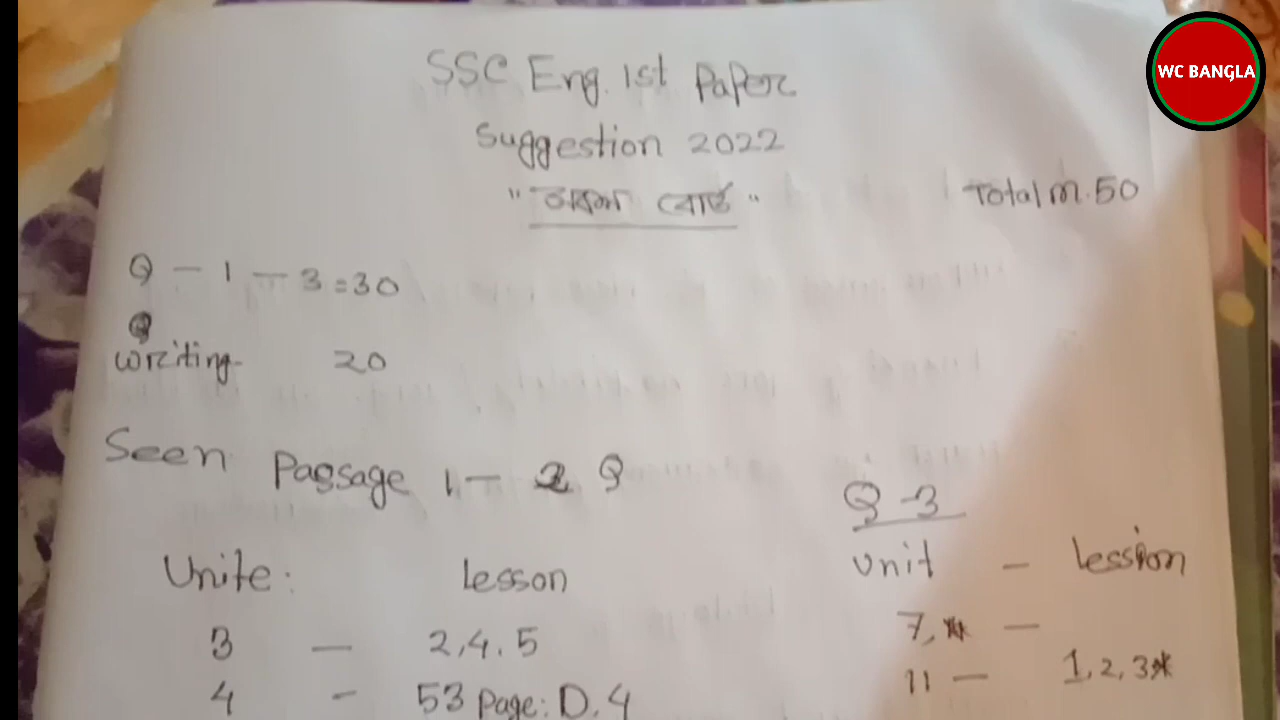 WC BANGLA
SSC Eng. 1st Paper
Suggestion 2022
"সকল বোর্ড"
Total m. 50
Q - 1 - 3 = 30
Writing- 20
Seen Passage 1 - 2 Q
Unite: lesson
3 - 2,4,5
4 - 53 Page: D.4
Q -3
unit - lession
7, -
11 - 1, 2, 3*